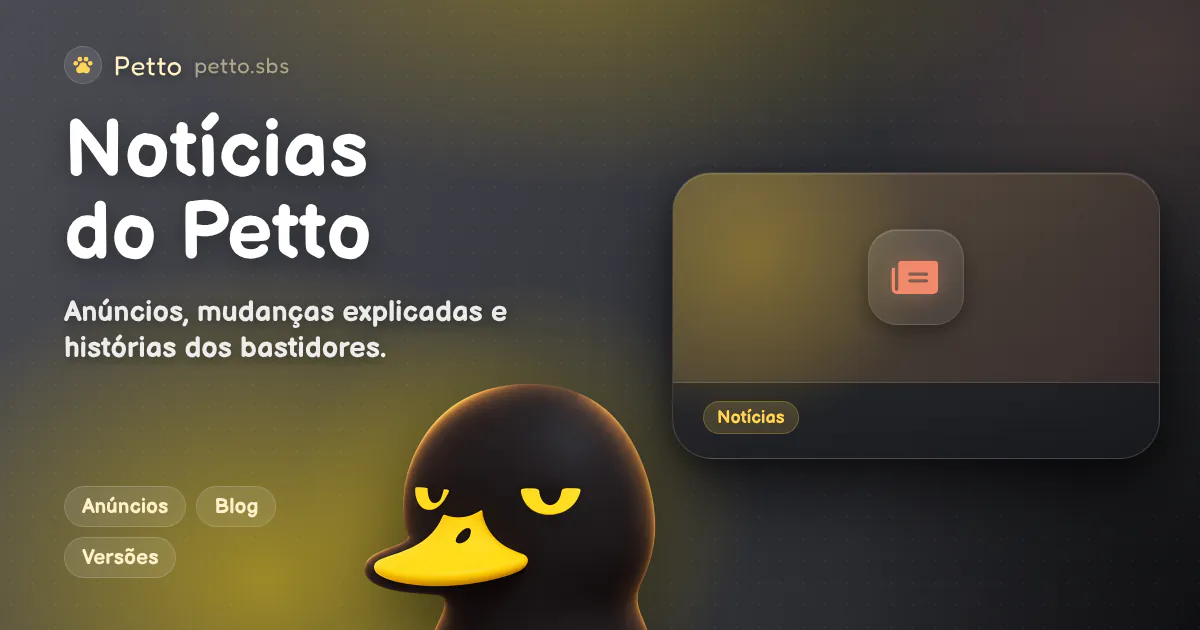 Petto petto.sbs
Notícias
do Petto
Anúncios, mudanças explicadas e
histórias dos bastidores.
Anúncios Blog
Versões
Notícias